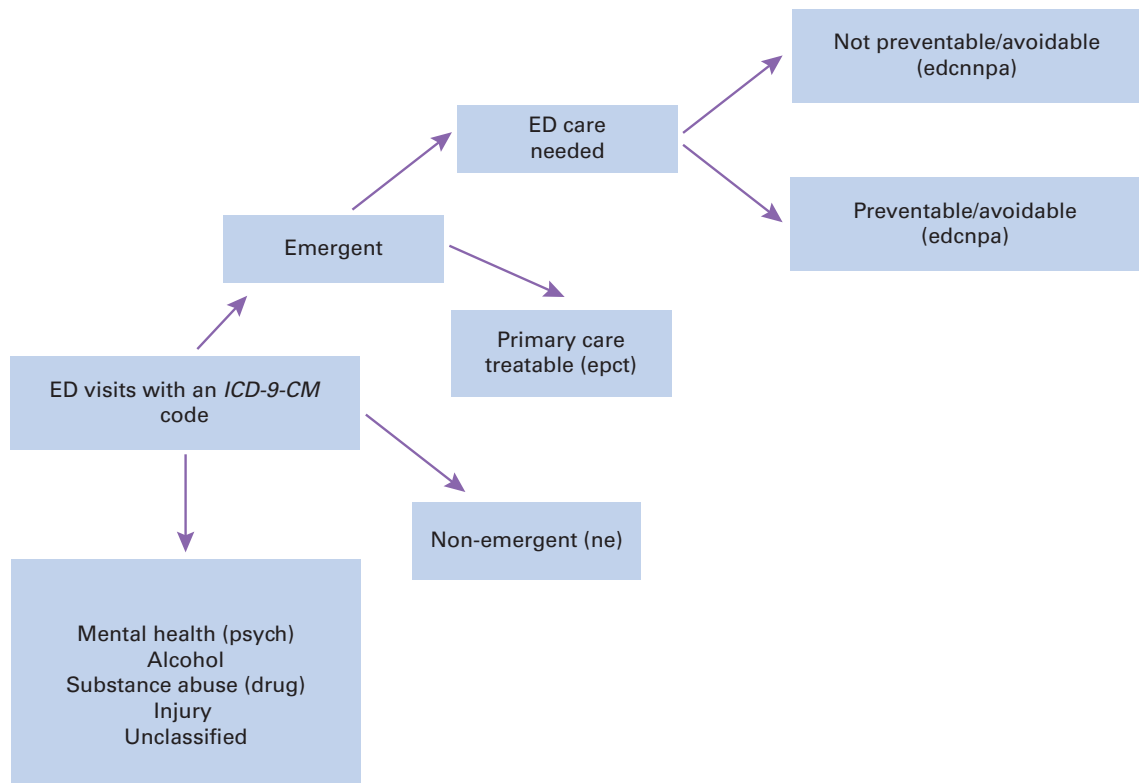 Not preventable/avoidable
(edcnnpa)
ED care
needed
Preventable/avoidable
(edcnpa)
Emergent
Primary care
treatable (epct)
ED visits with an ICD-9-CM
code
Non-emergent (ne)
Mental health (psych)
Alcohol
Substance abuse (drug)
Injury
Unclassified